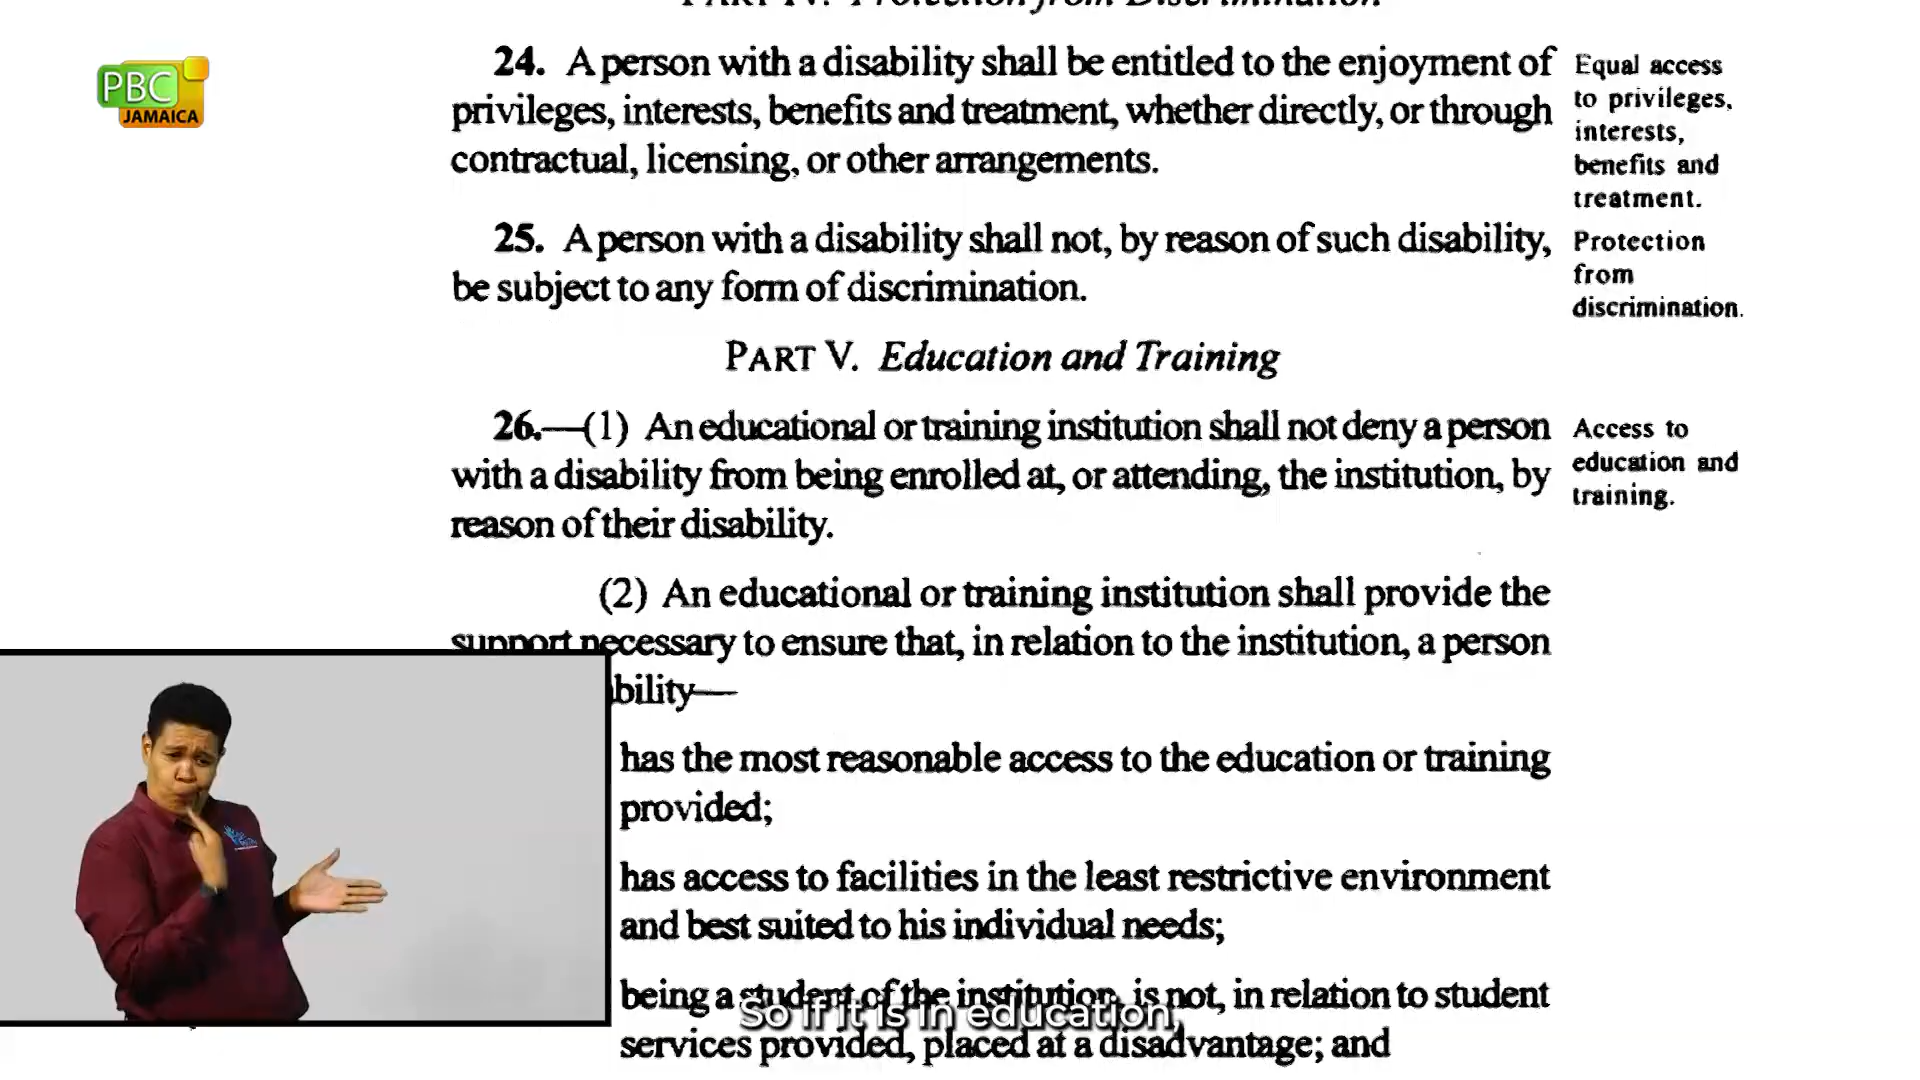 PART IV. Protection from Discrimination
PBC
JAMAICA
24. A person with a disability shall be entitled to the enjoyment of
privileges, interests, benefits and treatment, whether directly, or through
contractual, licensing, or other arrangements.
Equal access
to privileges,
interests,
benefits and
treatment.
25. A person with a disability shall not, by reason of such disability,
be subject to any form of discrimination.
Protection
from
discrimination.
PART V. Education and Training
26.—(1) An educational or training institution shall not deny a person
with a disability from being enrolled at, or attending, the institution, by
reason of their disability.
Access to
education and
training.
(2) An educational or training institution shall provide the
support necessary to ensure that, in relation to the institution, a person
bility—
has the most reasonable access to the education or training
provided;
has access to facilities in the least restrictive environment
and best suited to his individual needs;
being a student of the institution, is not, in relation to student
services provided, placed at a disadvantage; and
So if it is in education,